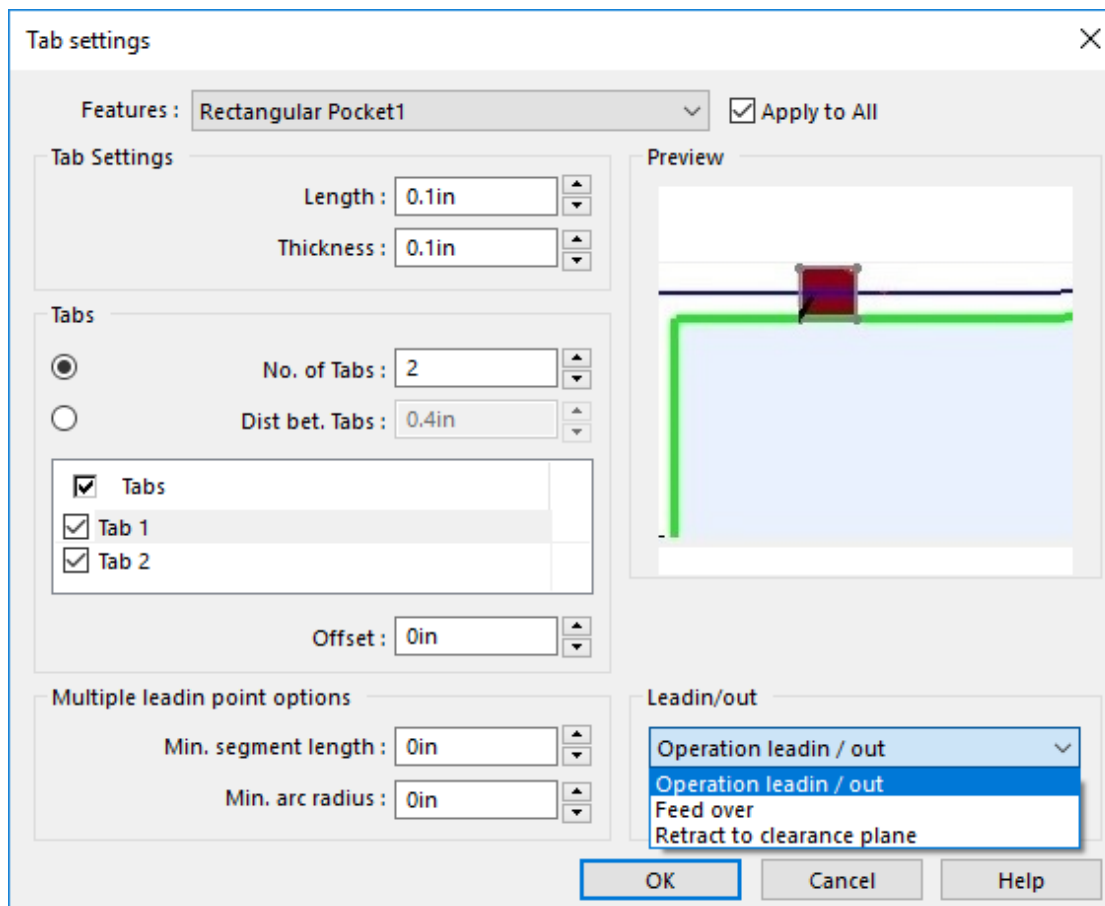 Tab settings
Features : Rectangular Pocket1 Apply to All
Tab Settings
Length : 0.1in
Thickness : 0.1in
Preview
Tabs
No. of Tabs : 2
Dist bet. Tabs : 0.4in
Tabs
Tab 1
Tab 2
Offset : 0in
Multiple leadin point options
Min. segment length : 0in
Min. arc radius : 0in
Leadin/out
Operation leadin / out
Operation leadin / out
Feed over
Retract to clearance plane
OK Cancel Help